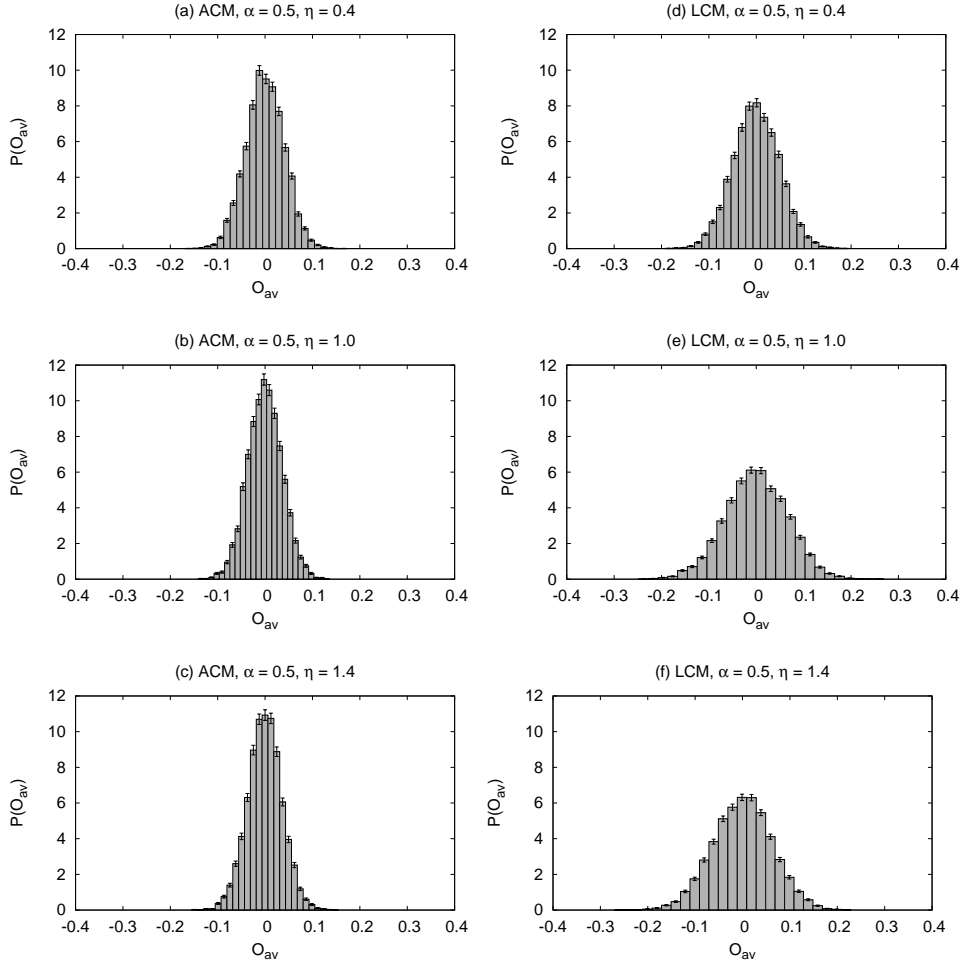 (a) ACM, α = 0.5, η = 0.4
P(O_av)
12
10
8
6
4
2
0
-0.4 -0.3 -0.2 -0.1 0 0.1 0.2 0.3 0.4
O_av
(d) LCM, α = 0.5, η = 0.4
P(O_av)
12
10
8
6
4
2
0
-0.4 -0.3 -0.2 -0.1 0 0.1 0.2 0.3 0.4
O_av
(b) ACM, α = 0.5, η = 1.0
P(O_av)
12
10
8
6
4
2
0
-0.4 -0.3 -0.2 -0.1 0 0.1 0.2 0.3 0.4
O_av
(e) LCM, α = 0.5, η = 1.0
P(O_av)
12
10
8
6
4
2
0
-0.4 -0.3 -0.2 -0.1 0 0.1 0.2 0.3 0.4
O_av
(c) ACM, α = 0.5, η = 1.4
P(O_av)
12
10
8
6
4
2
0
-0.4 -0.3 -0.2 -0.1 0 0.1 0.2 0.3 0.4
O_av
(f) LCM, α = 0.5, η = 1.4
P(O_av)
12
10
8
6
4
2
0
-0.4 -0.3 -0.2 -0.1 0 0.1 0.2 0.3 0.4
O_av